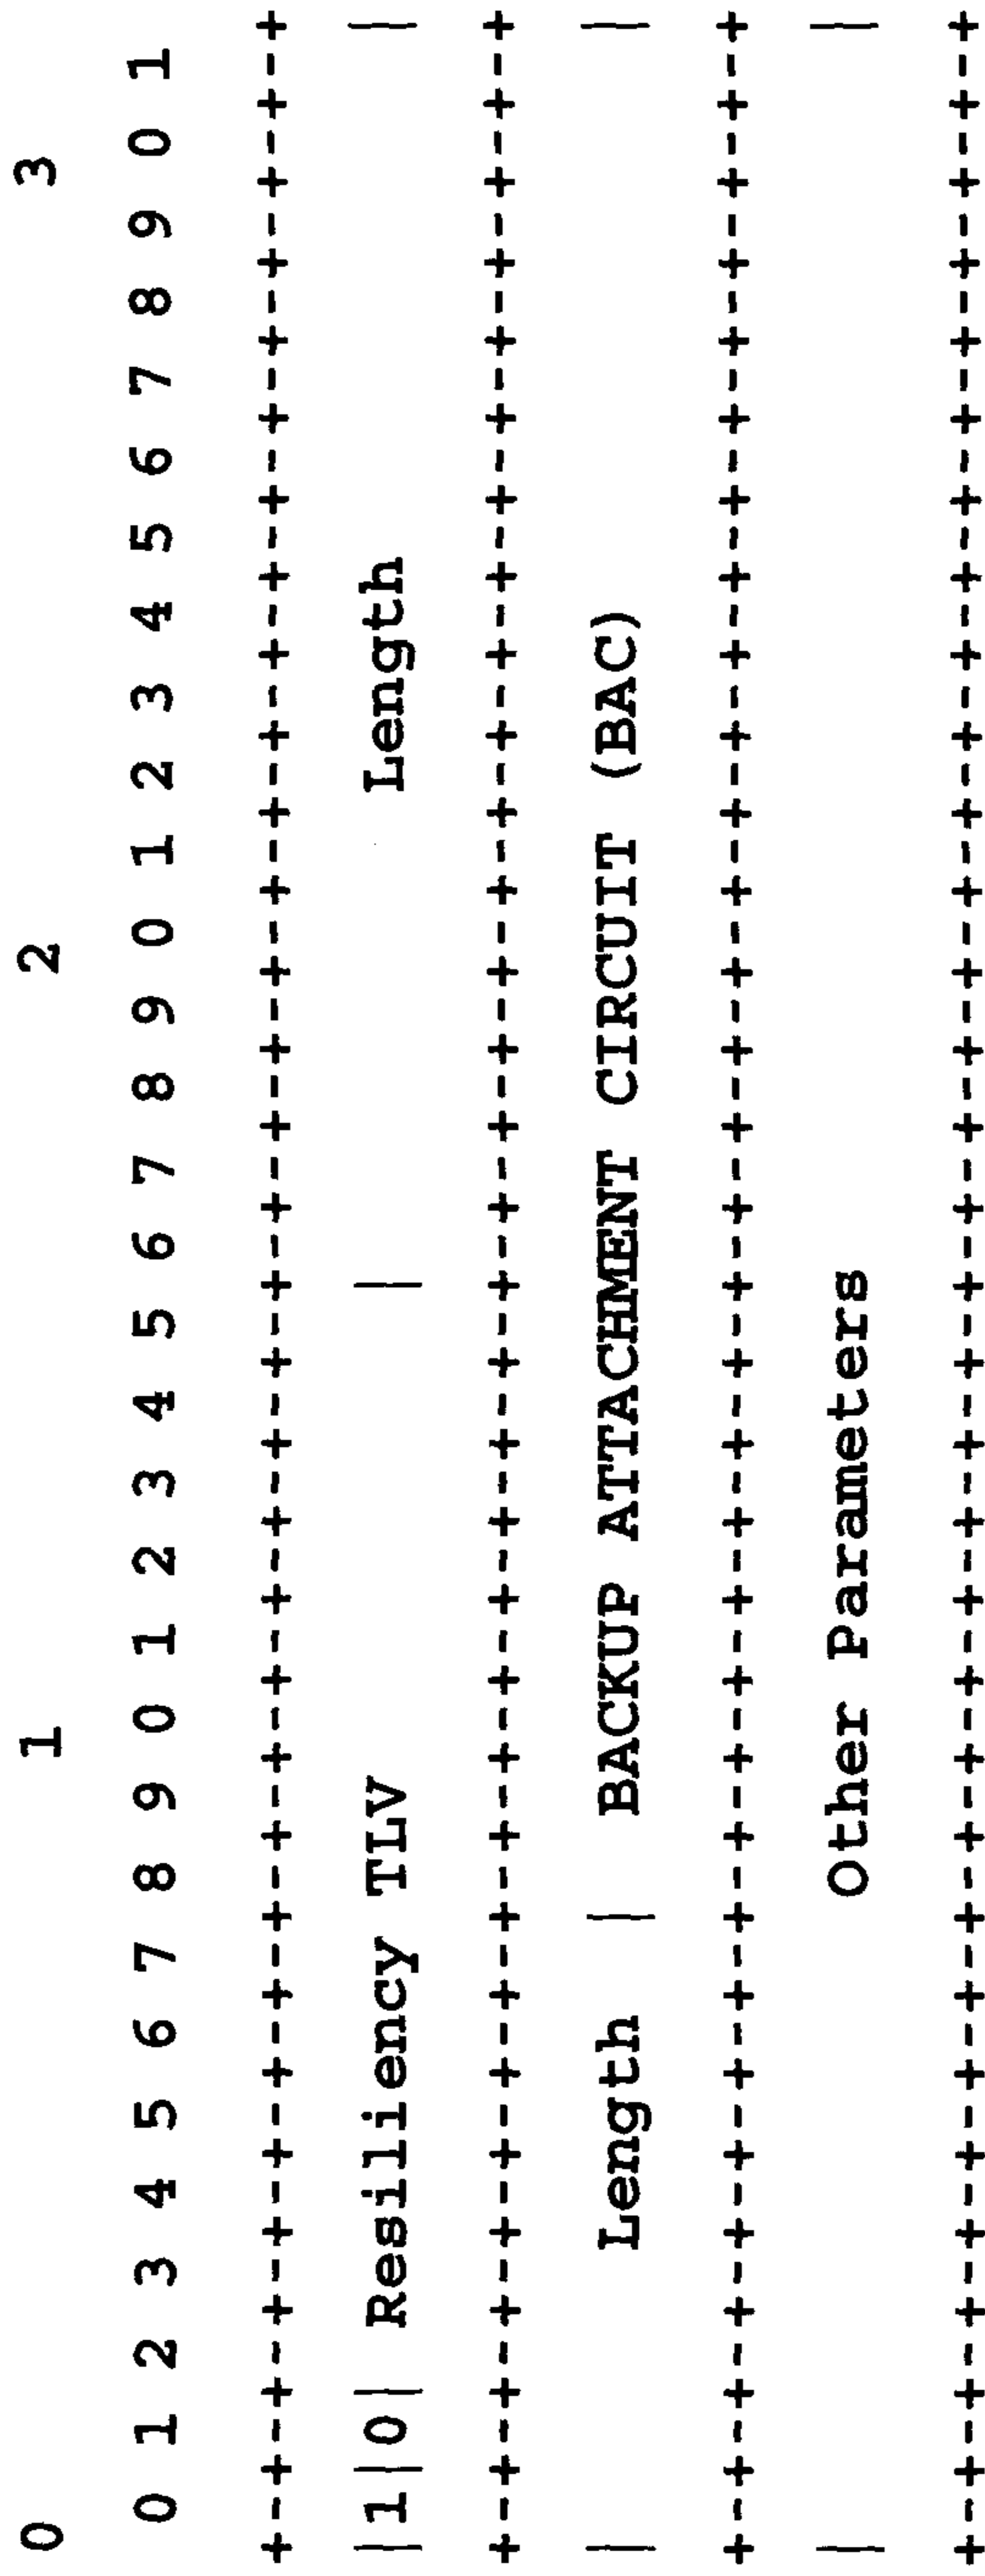 0                   1                   2                   3
 0 1 2 3 4 5 6 7 8 9 0 1 2 3 4 5 6 7 8 9 0 1 2 3 4 5 6 7 8 9 0 1
+-+-+-+-+-+-+-+-+-+-+-+-+-+-+-+-+-+-+-+-+-+-+-+-+-+-+-+-+-+-+-+-+
|1|0| Resiliency TLV            |            Length             |
+-+-+-+-+-+-+-+-+-+-+-+-+-+-+-+-+-+-+-+-+-+-+-+-+-+-+-+-+-+-+-+-+
|       Length  |  BACKUP ATTACHMENT CIRCUIT (BAC)              |
+-+-+-+-+-+-+-+-+-+-+-+-+-+-+-+-+-+-+-+-+-+-+-+-+-+-+-+-+-+-+-+-+
|                Other Parameters                               |
+-+-+-+-+-+-+-+-+-+-+-+-+-+-+-+-+-+-+-+-+-+-+-+-+-+-+-+-+-+-+-+-+